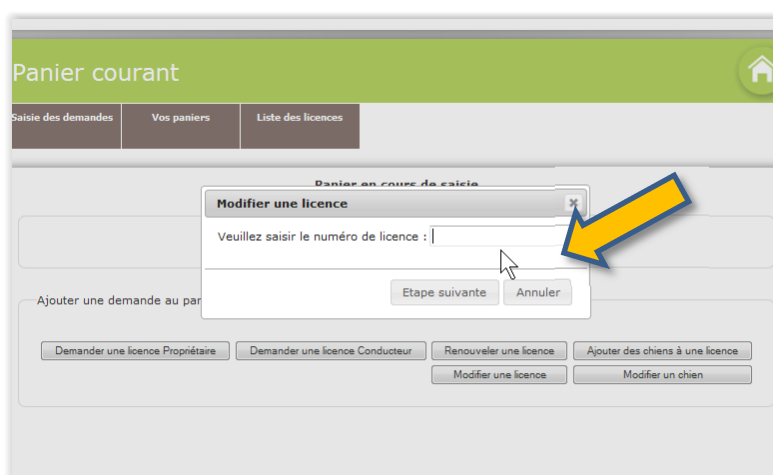 Panier courant
Saisie des demandes Vos paniers Liste des licences
Panier en cours de saisie
Modifier une licence
Veuillez saisir le numéro de licence :
Etape suivante Annuler
Ajouter une demande au par
Demander une licence Propriétaire Demander une licence Conducteur Renouveler une licence Ajouter des chiens à une licence
Modifier une licence Modifier un chien